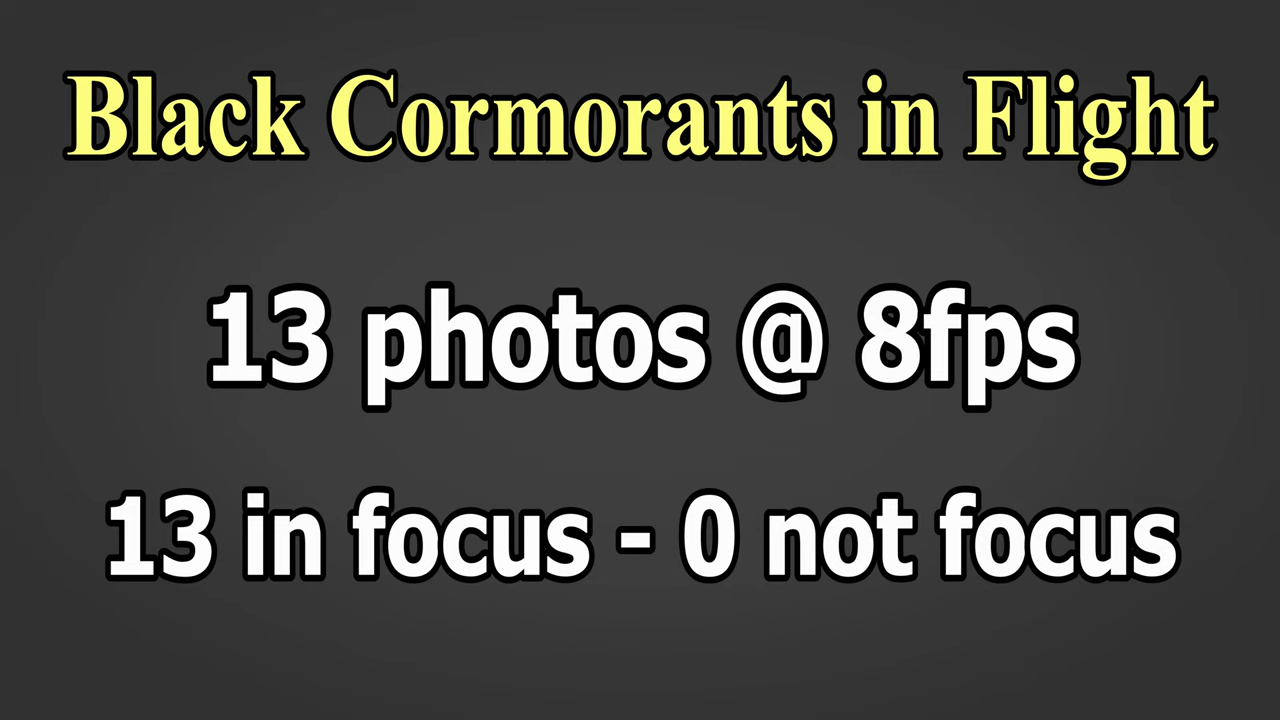 Black Cormorants in Flight
13 photos @ 8fps
13 in focus - 0 not focus